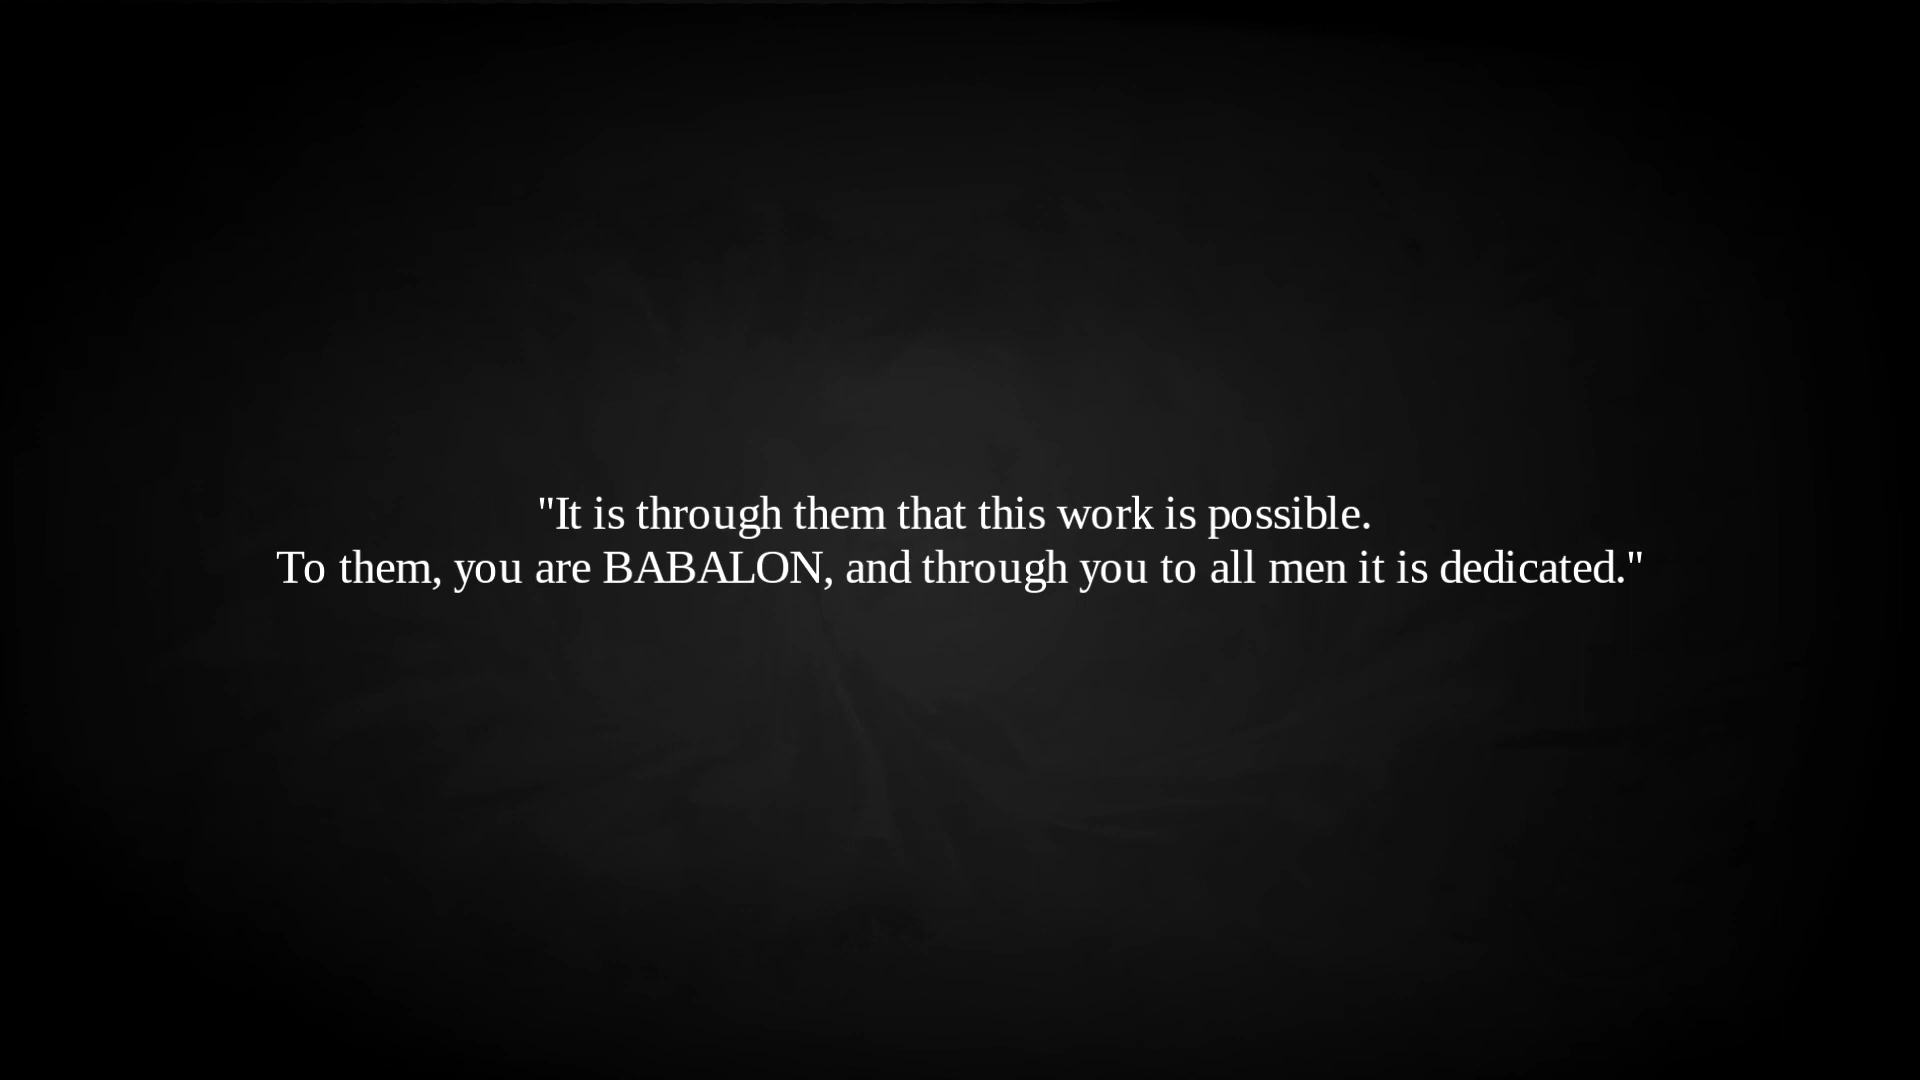 "It is through them that this work is possible.
To them, you are BABALON, and through you to all men it is dedicated."